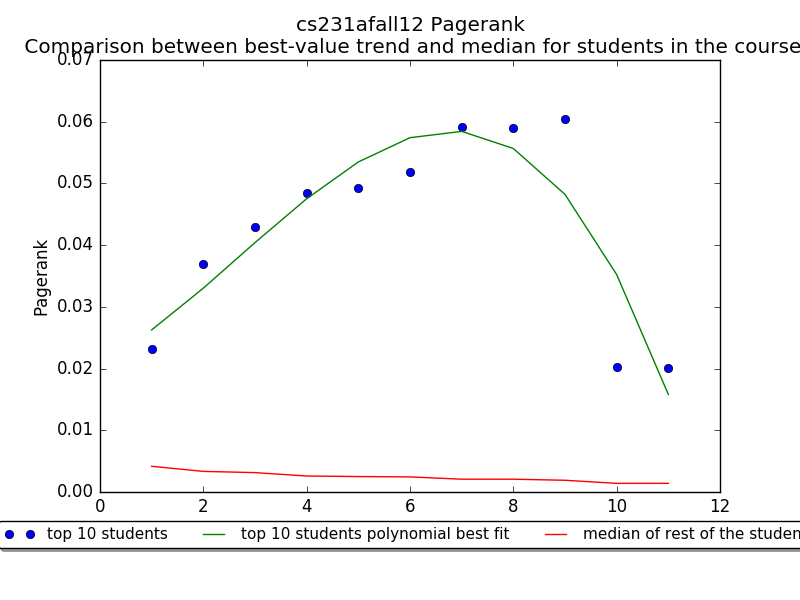 cs231afall12 Pagerank
Comparison between best-value trend and median for students in the course
0.07
0.06
0.05
0.04
0.03
0.02
0.01
0.00
Pagerank
0 2 4 6 8 10 12
top 10 students top 10 students polynomial best fit median of rest of the studen